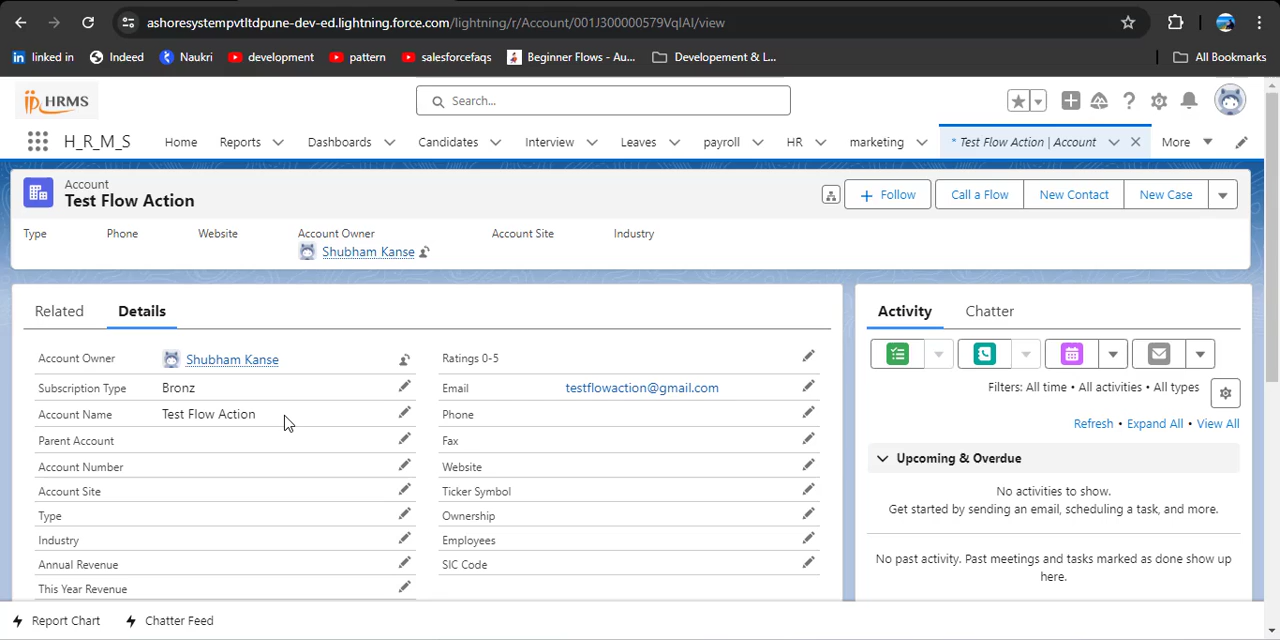 ashoresystempvtltdpune-dev-ed.lightning.force.com/lightning/r/Account/001J300000579VqIAI/view
linked in Indeed Naukri development pattern salesforcefaqs Beginner Flows - Au... Developement & L... All Bookmarks
HRMS Search...
H_R_M_S Home Reports Dashboards Candidates Interview Leaves payroll HR marketing * Test Flow Action | Account More
Account
Test Flow Action
Follow Call a Flow New Contact New Case
Type Phone Website Account Owner Account Site Industry
Shubham Kanse
Related Details
Account Owner Shubham Kanse Ratings 0-5
Subscription Type Bronz Email testflowaction@gmail.com
Account Name Test Flow Action Phone
Parent Account Fax
Account Number Website
Account Site Ticker Symbol
Type Ownership
Industry Employees
Annual Revenue SIC Code
This Year Revenue
Activity Chatter
Filters: All time • All activities • All types
Refresh • Expand All • View All
Upcoming & Overdue
No activities to show.
Get started by sending an email, scheduling a task, and more.
No past activity. Past meetings and tasks marked as done show up
here.
Report Chart Chatter Feed